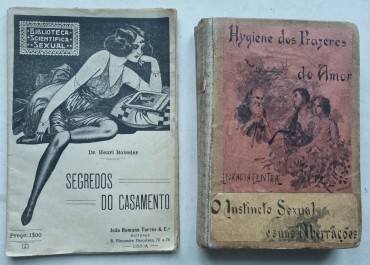 BIBLIOTECA
SCIENTIFICA
SEXUAL
Dr. Henri
SEGREDOS
DO CASAMENTO
João Romano Torres & C.ª
EDITORES
LISBOA
Preço: 1$00
Hygiene dos Prazeres
do Amor
O Instincto Sexual
e suas Aberrações